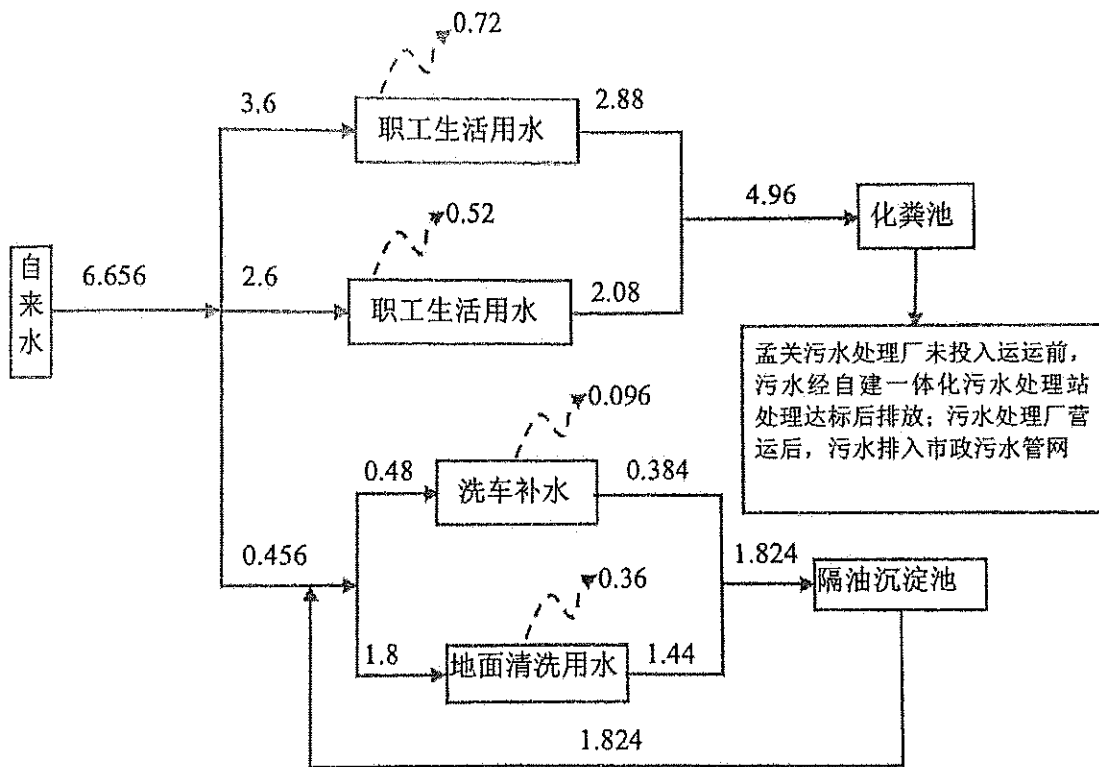 0.72
3.6
职工生活用水
2.88
0.52
4.96
化粪池
自来水
6.656
2.6
职工生活用水
2.08
孟关污水处理厂未投入运运前，
污水经自建一体化污水处理站
处理达标后排放；污水处理厂营
运后，污水排入市政污水管网
0.096
0.48
洗车补水
0.384
0.456
1.824
隔油沉淀池
0.36
1.8
地面清洗用水
1.44
1.824